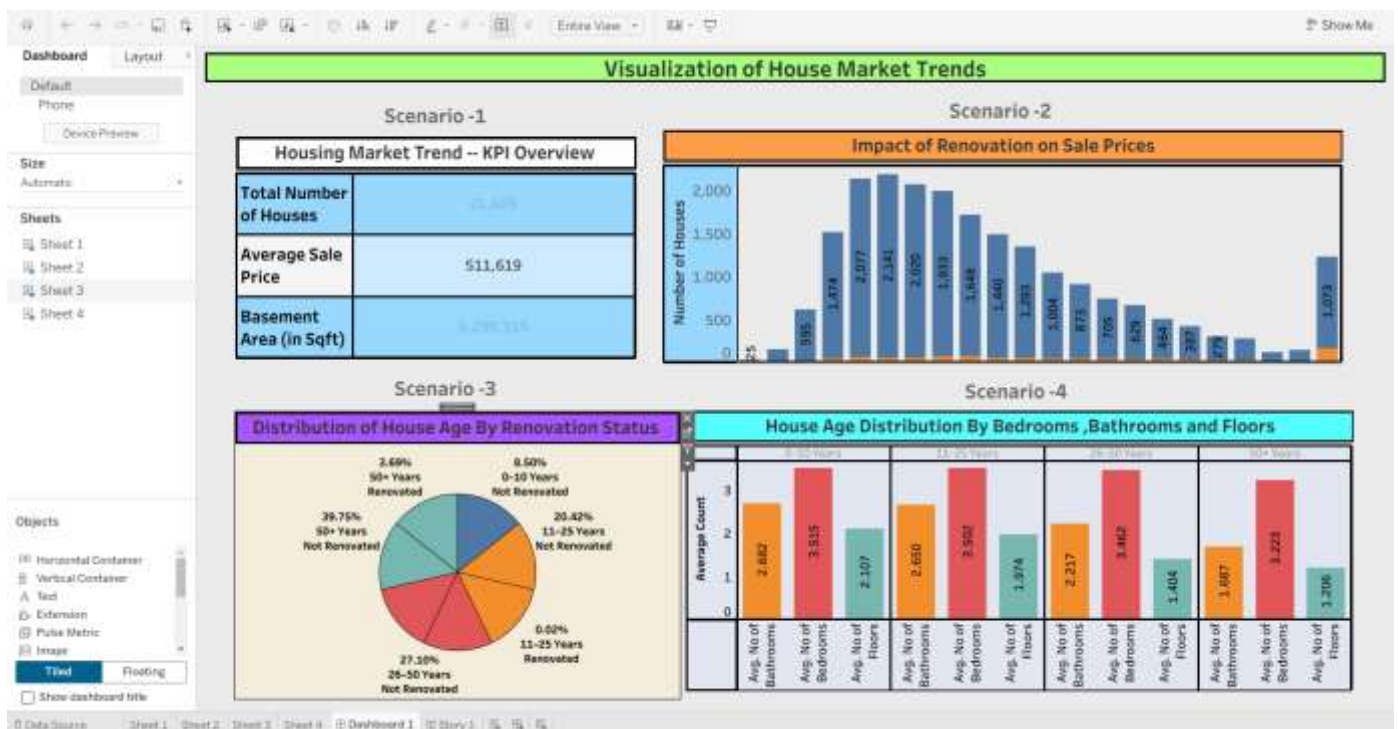 Entire View
Show Me
Dashboard
Layout
Default
Phone
Device Preview
Size
Automatic
Sheets
Sheet 1
Sheet 2
Sheet 3
Sheet 4
Objects
Horizontal Container
Vertical Container
A Text
Extension
Pulse Metric
Image
Tiled
Floating
Show dashboard title
Visualization of House Market Trends
Scenario -1
Housing Market Trend -- KPI Overview
Total Number
of Houses
Average Sale
Price
511,619
Basement
Area (in Sqft)
Scenario -2
Impact of Renovation on Sale Prices
Number of Houses
2,000
1,500
1,000
500
0
25
595
1,474
2,077
2,141
2,020
1,933
1,648
1,440
1,293
1,004
873
705
629
464
387
279
1,073
Scenario -3
Distribution of House Age By Renovation Status
3.69%
50+ Years
Renovated
8.50%
0-10 Years
Not Renovated
39.75%
50+ Years
Not Renovated
20.42%
11-25 Years
Not Renovated
0.02%
11-25 Years
Renovated
27.10%
26-50 Years
Not Renovated
Scenario -4
House Age Distribution By Bedrooms ,Bathrooms and Floors
0-10 Years
11-25 Years
26-50 Years
50+ Years
Average Count
3
2
1
0
2.682
3.515
2.107
2.650
3.502
1.974
2.217
3.462
1.404
1.687
3.223
1.206
Avg. No of
Bathrooms
Avg. No of
Bedrooms
Avg. No of
Floors
Avg. No of
Bathrooms
Avg. No of
Bedrooms
Avg. No of
Floors
Avg. No of
Bathrooms
Avg. No of
Bedrooms
Avg. No of
Floors
Avg. No of
Bathrooms
Avg. No of
Bedrooms
Avg. No of
Floors
Data Source
Sheet 1
Sheet 2
Sheet 3
Sheet 4
Dashboard 1
Story 1